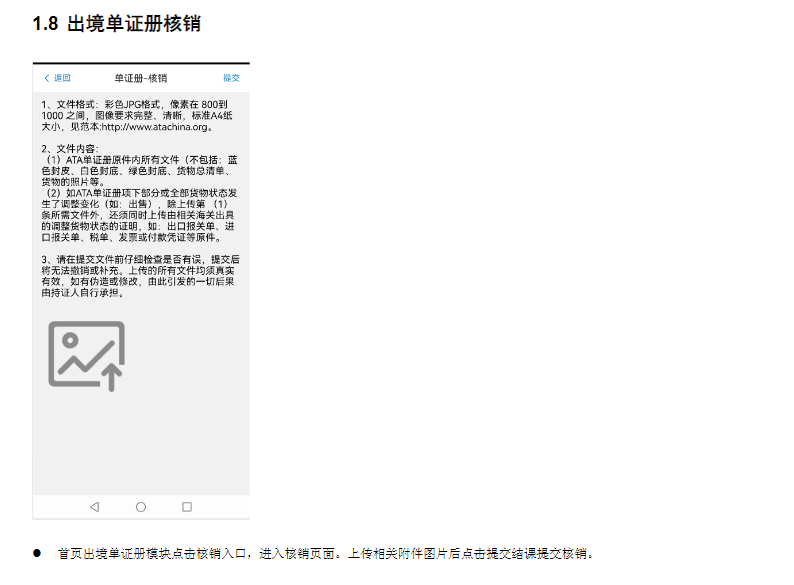 1.8 出境单证册核销
返回
单证册-核销
提交
1、文件格式：彩色JPG格式，像素在 800到
1000 之间，图像要求完整、清晰，标准A4纸
大小，见范本:http://www.atachina.org。
2、文件内容：
（1）ATA单证册原件内所有文件（不包括：蓝
色封皮、白色封底、绿色封底、货物总清单、
货物的照片等。
（2）如ATA单证册项下部分或全部货物状态发
生了调整变化（如：出售），除上传第 （1）
条所需文件外，还须同时上传由相关海关出具
的调整货物状态的证明，如：出口报关单、进
口报关单、税单、发票或付款凭证等原件。
3、请在提交文件前仔细检查是否有误，提交后
将无法撤销或补充。上传的所有文件均须真实
有效，如有伪造或修改，由此引发的一切后果
由持证人自行承担。
● 首页出境单证册模块点击核销入口，进入核销页面。上传相关附件图片后点击提交结课提交核销。